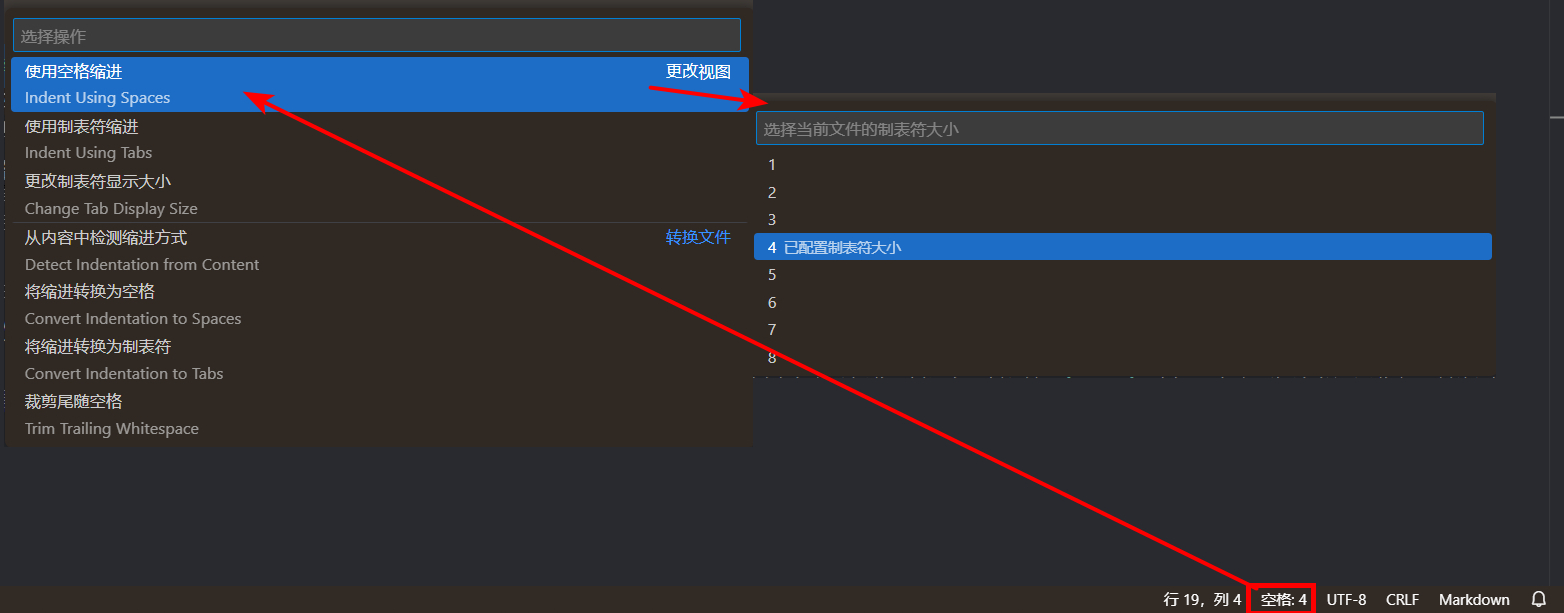 选择操作
使用空格缩进 更改视图
Indent Using Spaces
使用制表符缩进
Indent Using Tabs
更改制表符显示大小
Change Tab Display Size
从内容中检测缩进方式 转换文件
Detect Indentation from Content
将缩进转换为空格
Convert Indentation to Spaces
将缩进转换为制表符
Convert Indentation to Tabs
裁剪尾随空格
Trim Trailing Whitespace
选择当前文件的制表符大小
1
2
3
4 已配置制表符大小
5
6
7
8
行 19，列 4 空格: 4 UTF-8 CRLF Markdown